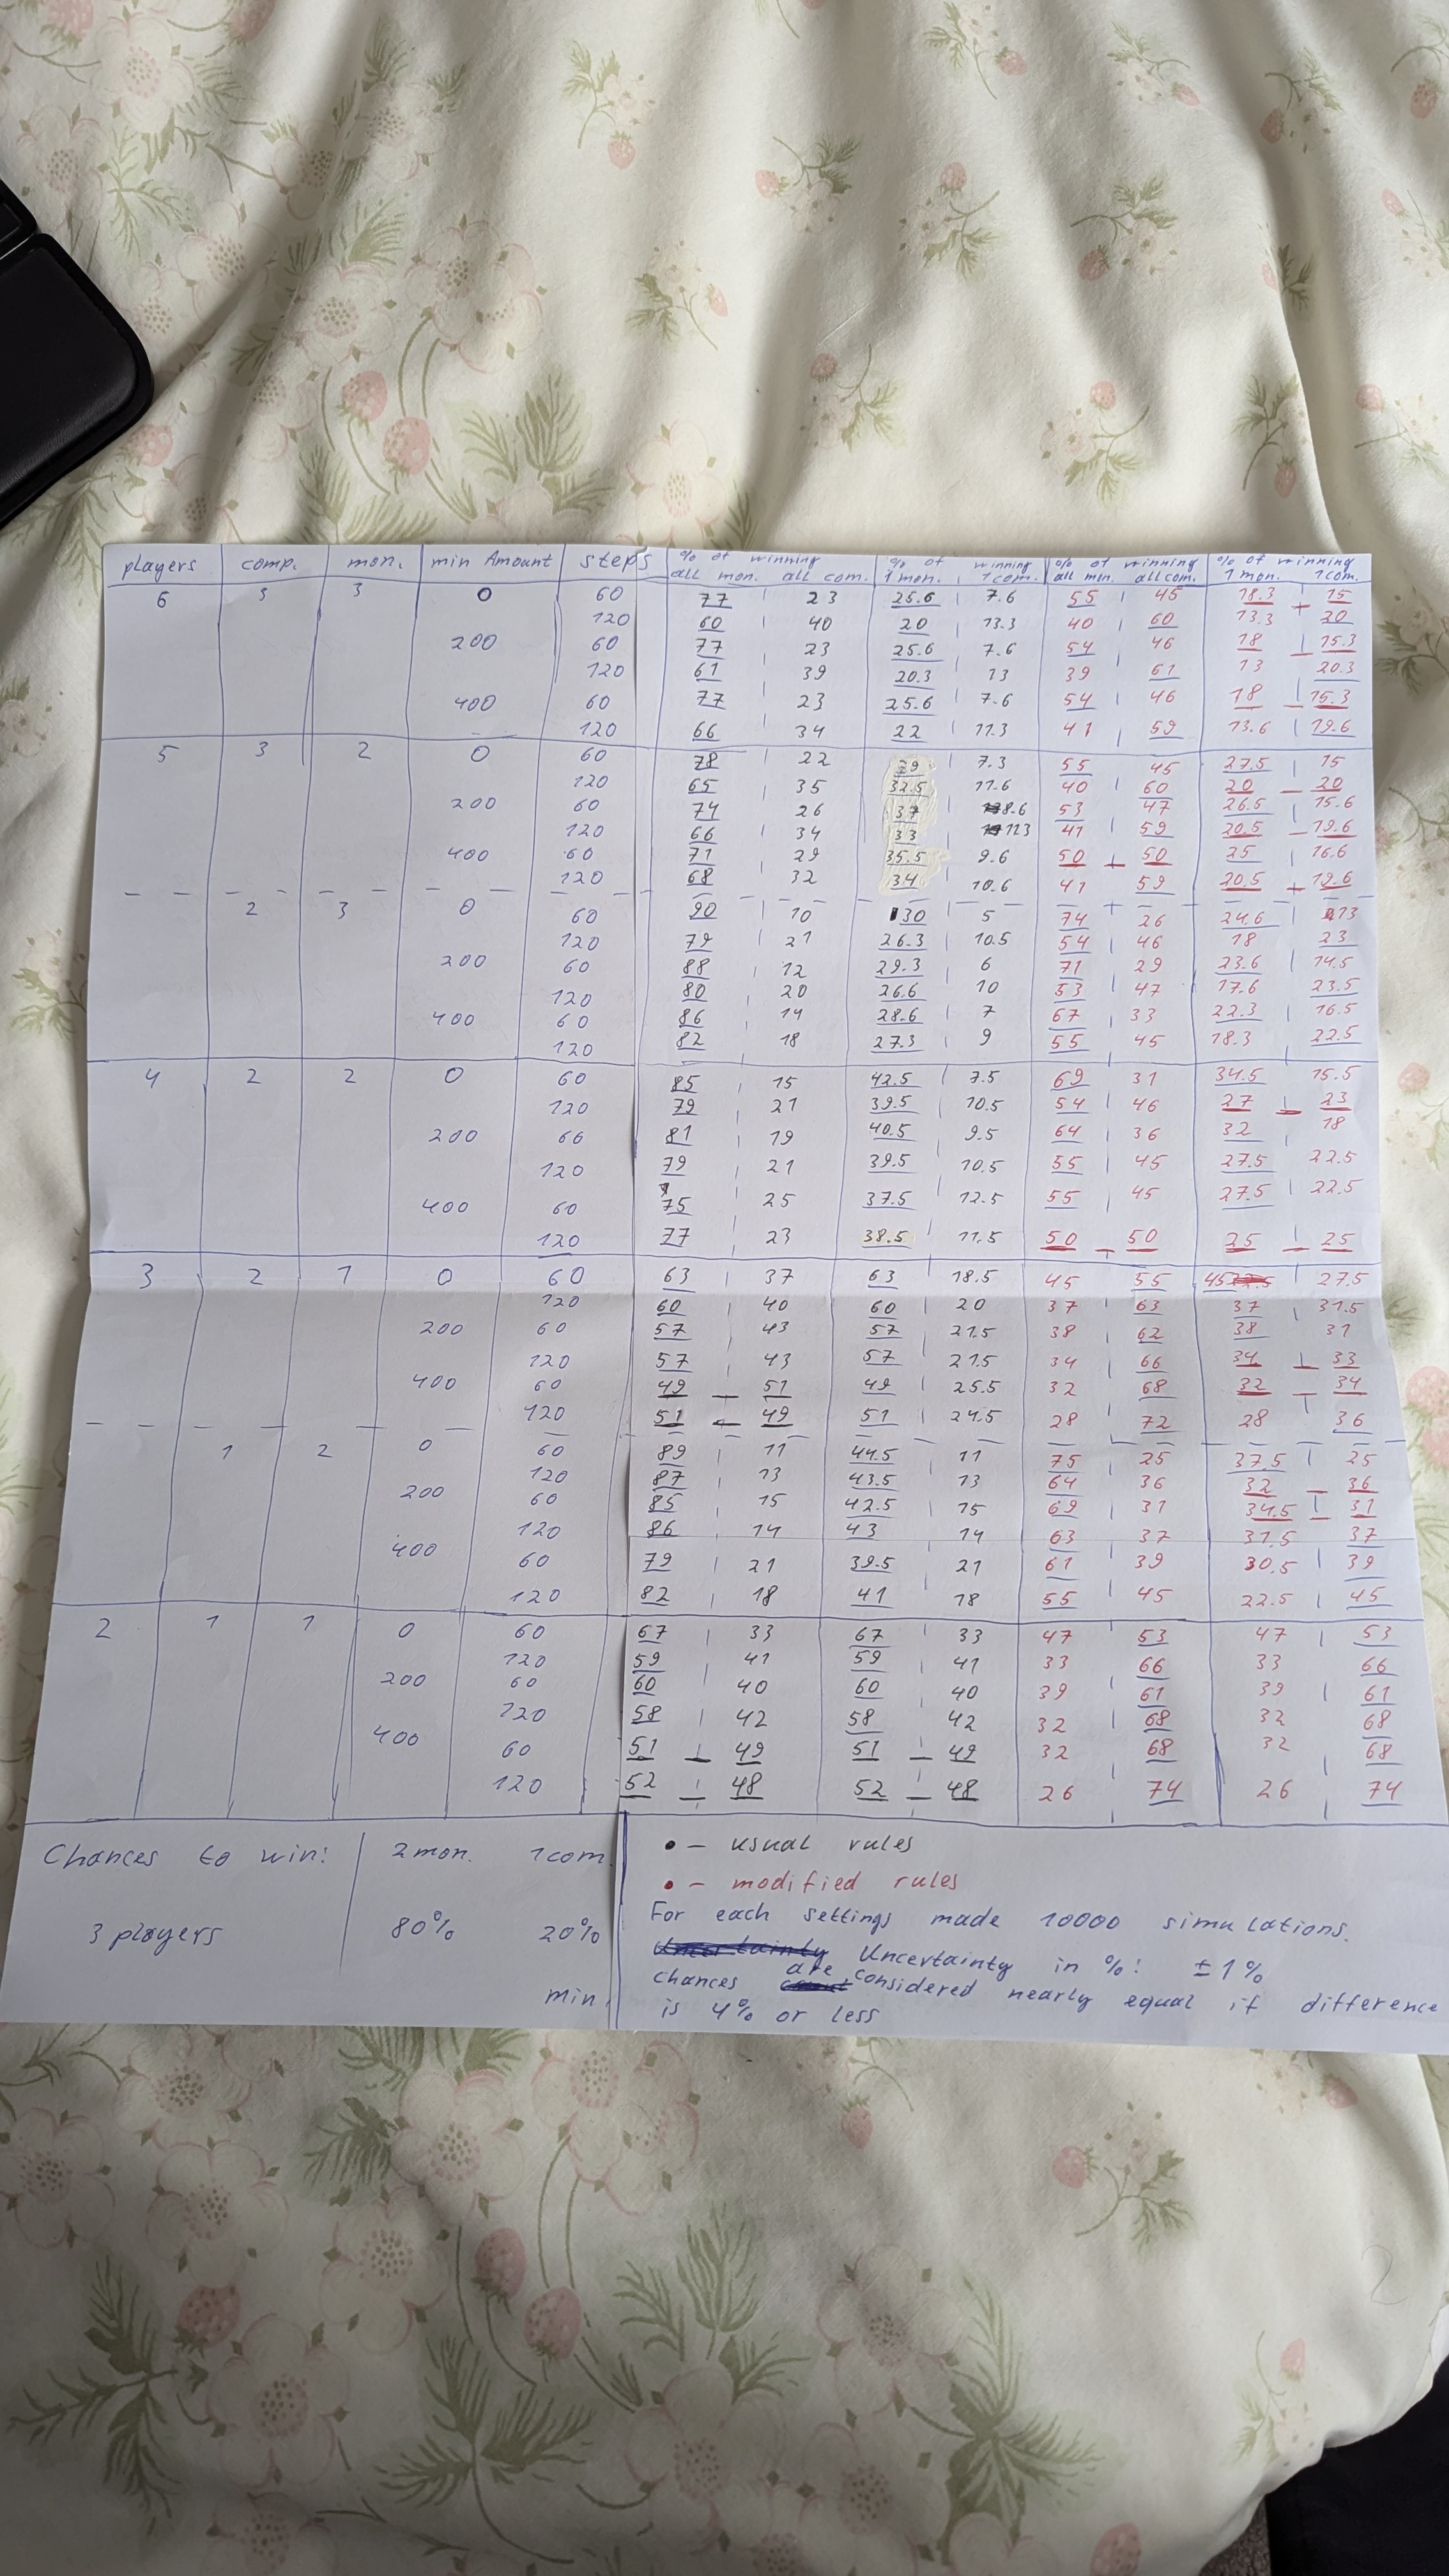 players comp. mon. min Amount steps % of winning % of winning % of winning % of winning
all mon. all com. 1 mon. 1 com. all mon. all com. 1 mon. 1 com.
6 3 3 0 60 77 23 25.6 7.6 55 45 18.3 15
120 60 40 20 13.3 40 60 13.3 20
200 60 77 23 25.6 7.6 54 46 18 15.3
120 61 39 20.3 13 39 61 13 20.3
400 60 77 23 25.6 7.6 54 46 18 15.3
120 66 34 22 11.3 41 59 13.6 19.6
5 3 2 0 60 78 22 29 7.3 55 45 27.5 15
120 65 35 32.5 11.6 40 60 20 20
200 60 74 26 37 8.6 53 47 26.5 15.6
120 66 34 33 113 41 59 20.5 19.6
400 60 71 29 35.5 9.6 50 50 25 16.6
120 68 32 34 10.6 41 59 20.5 19.6
2 3 0 60 90 10 30 5 74 26 24.6 13
120 79 21 26.3 10.5 54 46 18 23
200 60 88 12 29.3 6 71 29 23.6 14.5
120 80 20 26.6 10 53 47 17.6 23.5
400 60 86 14 28.6 7 67 33 22.3 16.5
120 82 18 27.3 9 55 45 18.3 22.5
4 2 2 0 60 85 15 42.5 7.5 69 31 34.5 15.5
120 79 21 39.5 10.5 54 46 27 23
200 60 81 19 40.5 9.5 64 36 32 18
120 79 21 39.5 10.5 55 45 27.5 22.5
400 60 75 25 37.5 12.5 55 45 27.5 22.5
120 77 23 38.5 11.5 50 50 25 25
3 2 1 0 60 63 37 63 18.5 45 55 45 27.5
120 60 40 60 20 37 63 37 31.5
200 60 57 43 57 21.5 38 62 38 31
120 57 43 57 21.5 34 66 34 33
400 60 49 51 49 25.5 32 68 32 34
120 51 49 51 24.5 28 72 28 36
1 2 0 60 89 11 44.5 11 75 25 37.5 25
120 87 13 43.5 13 64 36 32 36
200 60 85 15 42.5 15 69 31 34.5 31
120 86 14 43 14 63 37 31.5 37
400 60 79 21 39.5 21 61 39 30.5 39
120 82 18 41 18 55 45 22.5 45
2 1 1 0 60 67 33 67 33 47 53 47 53
120 59 41 59 41 33 66 33 66
200 60 60 40 60 40 39 61 39 61
120 58 42 58 42 32 68 32 68
400 60 51 49 51 49 32 68 32 68
120 52 48 52 48 26 74 26 74
Chances to win: 2 mon. 1 com.
3 players 80% 20%
min.
• – usual rules
• – modified rules
For each settings made 10000 simulations.
Uncertainty in %: ± 1%
chances are considered nearly equal if difference
is 4% or less